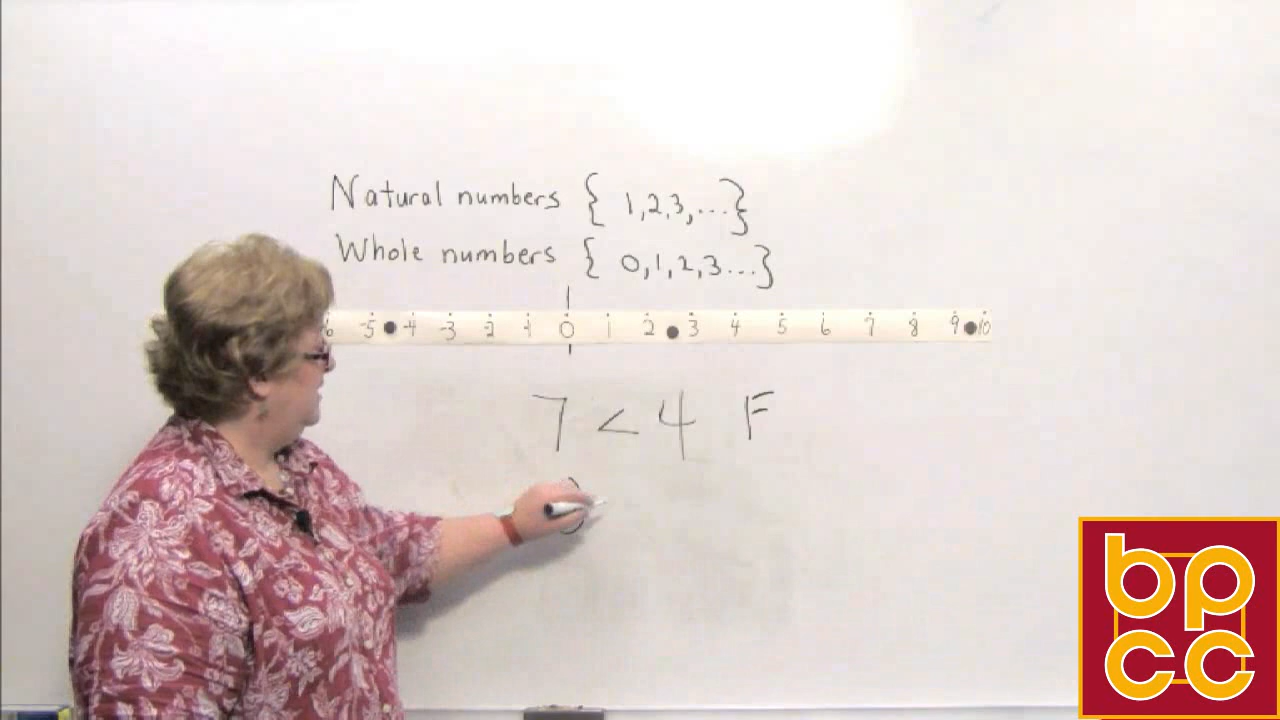 Natural numbers { 1,2,3,...}
Whole numbers { 0,1,2,3...}
6 -5 -4 -3 -2 -1 0 1 2 3 4 5 6 7 8 9 10
7 < 4 F
bp
cc